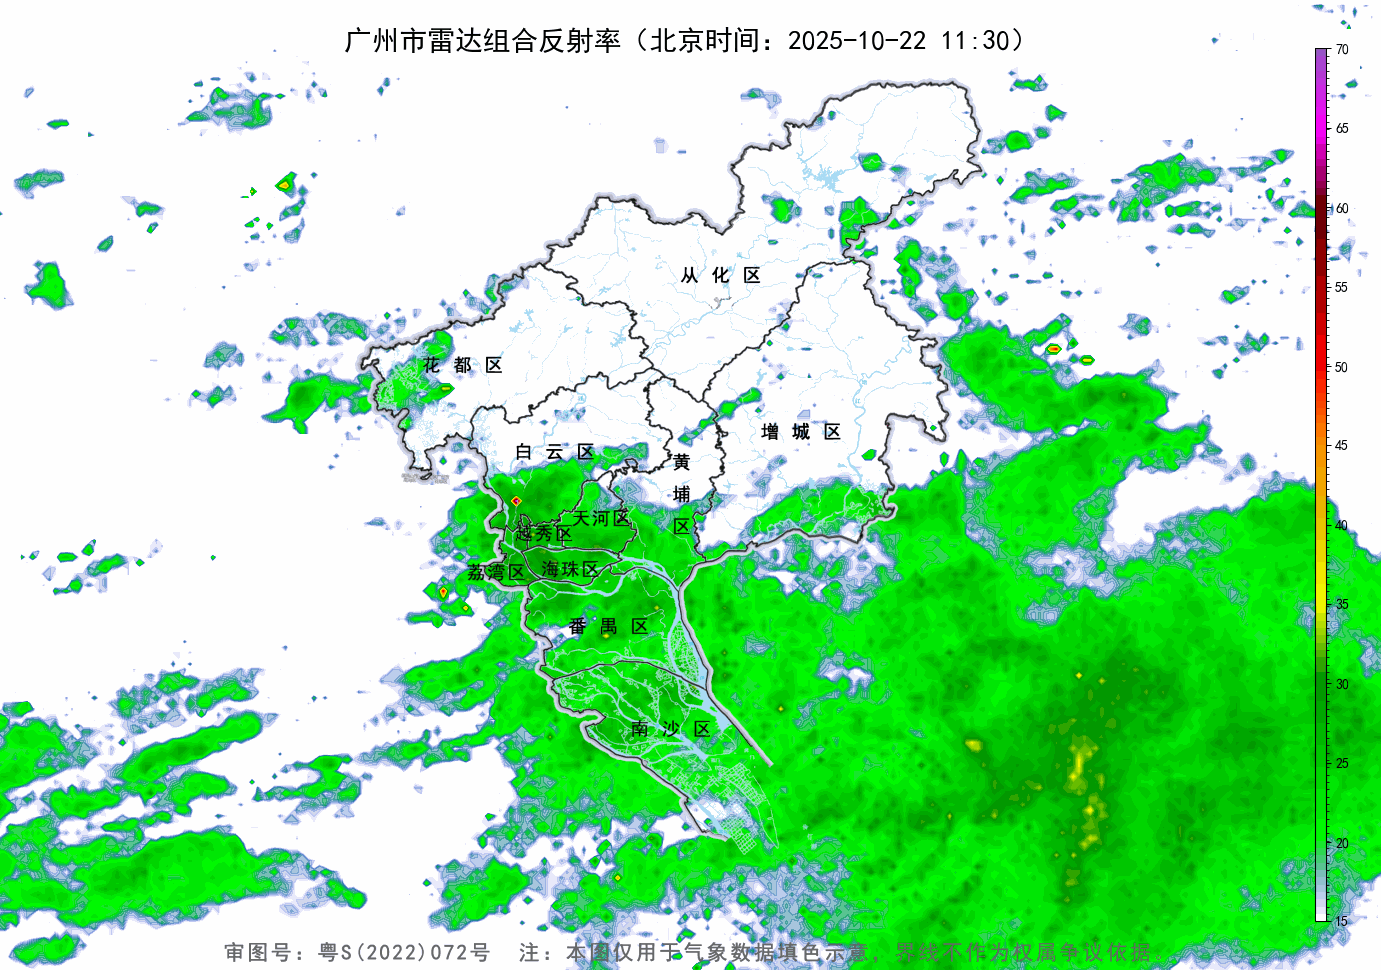 广州市雷达组合反射率（北京时间：2025-10-22 11:30）
70
65
60
55
50
45
40
35
30
25
20
15
从化区
花都区
增城区
白云区
黄埔区
天河区
越秀区
荔湾区
海珠区
番禺区
南沙区
审图号：粤S(2022)072号 注：本图仅用于气象数据填色示意，界线不作为权属争议依据。